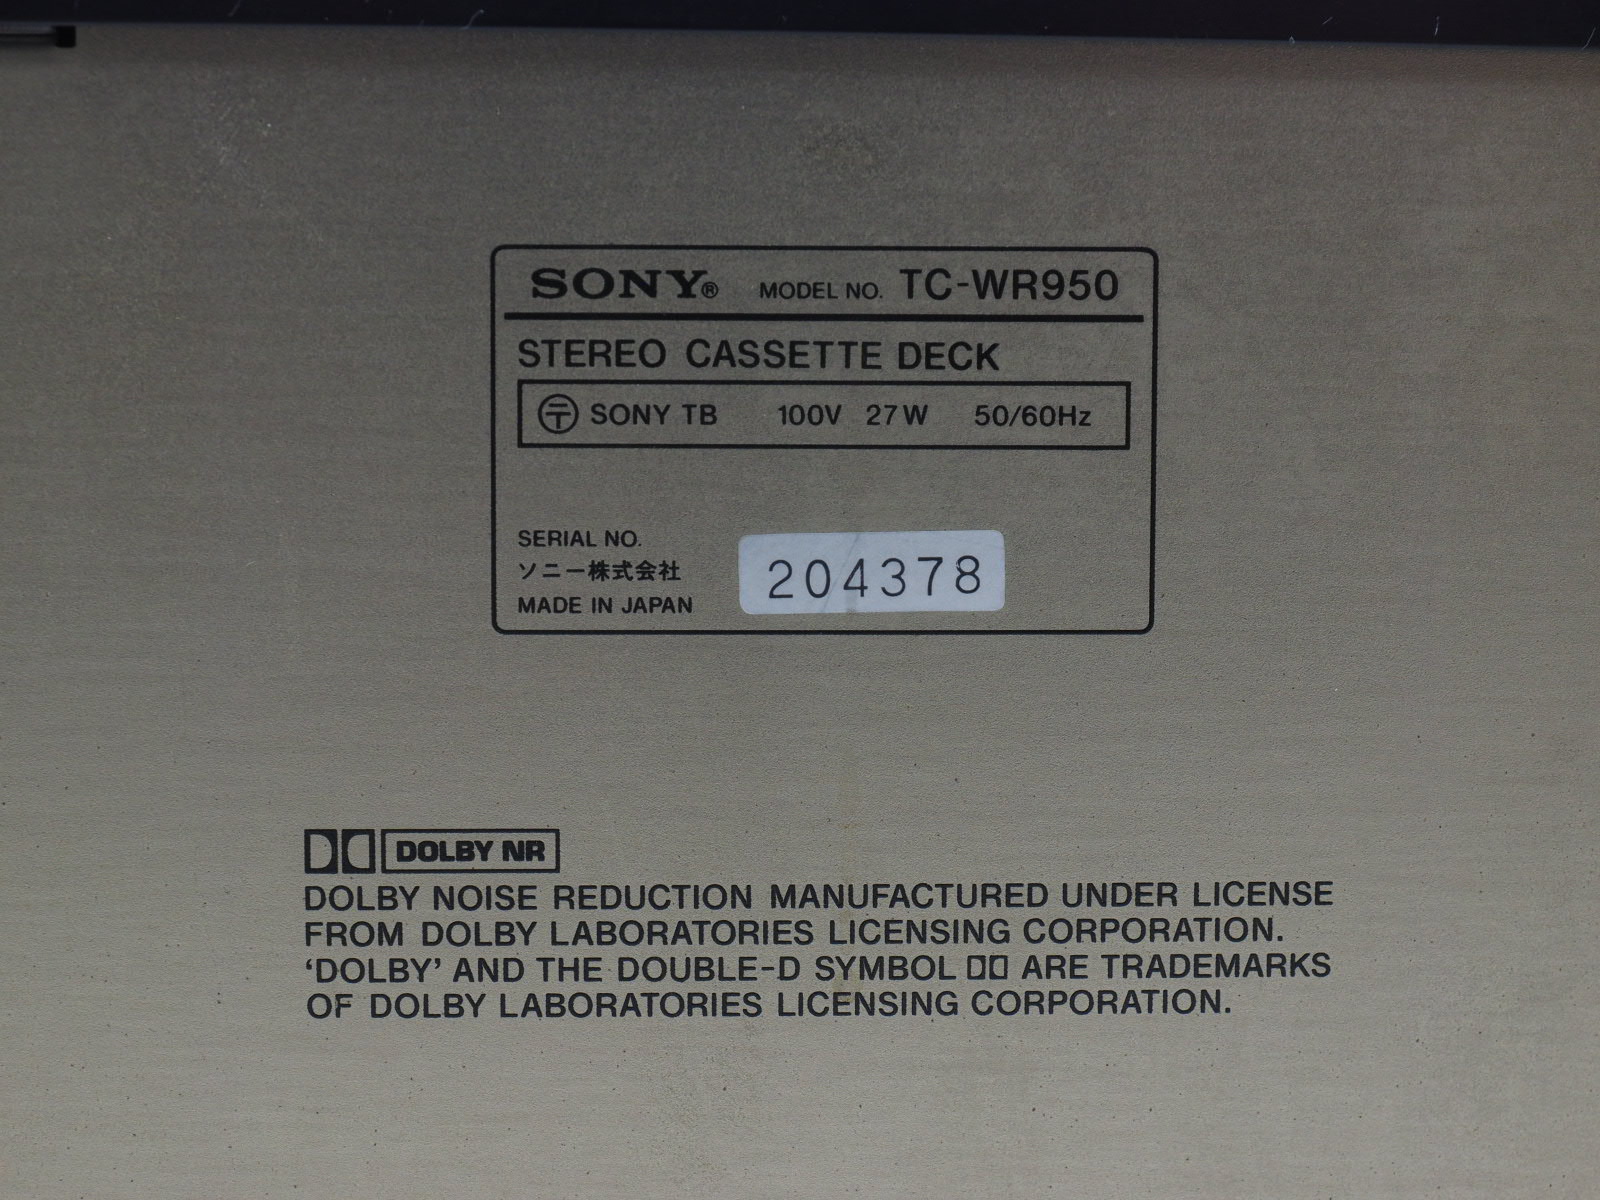 SONY® MODEL NO. TC-WR950
STEREO CASSETTE DECK
〶 SONY TB 100V 27W 50/60Hz
SERIAL NO.
ソニー株式会社
MADE IN JAPAN
204378
DOLBY NR
DOLBY NOISE REDUCTION MANUFACTURED UNDER LICENSE
FROM DOLBY LABORATORIES LICENSING CORPORATION.
‘DOLBY’ AND THE DOUBLE-D SYMBOL ARE TRADEMARKS
OF DOLBY LABORATORIES LICENSING CORPORATION.